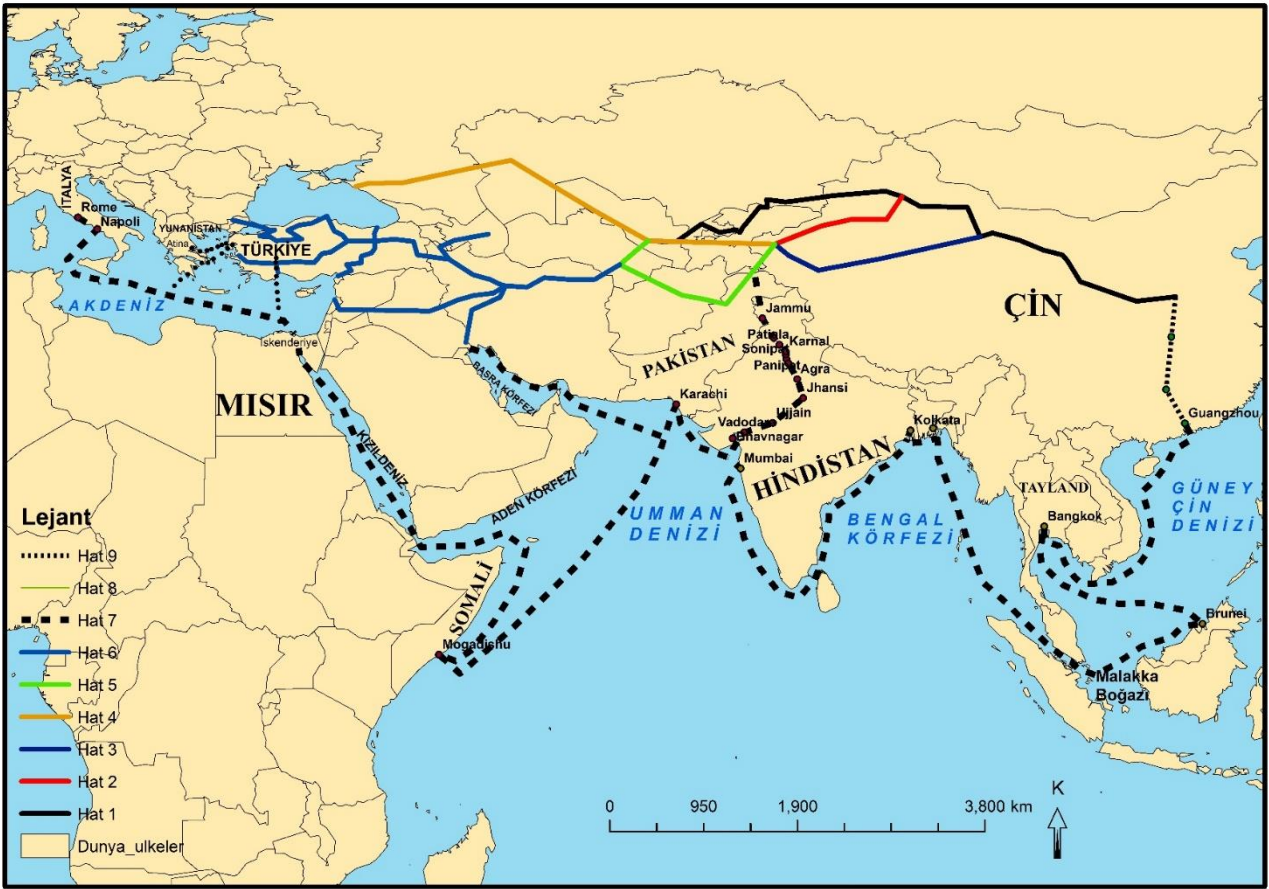 İTALYA
Rome
Napoli
YUNANİSTAN
Atina
TÜRKİYE
AKDENİZ
İskenderiye
MISIR
KIZILDENİZ
BASRA KÖRFEZİ
ADEN KÖRFEZİ
SOMALİ
Mogadishu
UMMAN
DENİZİ
PAKİSTAN
Karachi
Jammu
Patiala
Karnal
Sonipat
Panipat
Agra
Jhansi
Ujjain
Vadodara
Bhavnagar
Mumbai
HİNDİSTAN
Kolkata
BENGAL
KÖRFEZİ
ÇİN
Guangzhou
TAYLAND
Bangkok
GÜNEY
ÇİN
DENİZİ
Brunei
Malakka
Boğazı
Lejant
Hat 9
Hat 8
Hat 7
Hat 6
Hat 5
Hat 4
Hat 3
Hat 2
Hat 1
Dunya_ulkeler
0 950 1,900 3,800 km
K